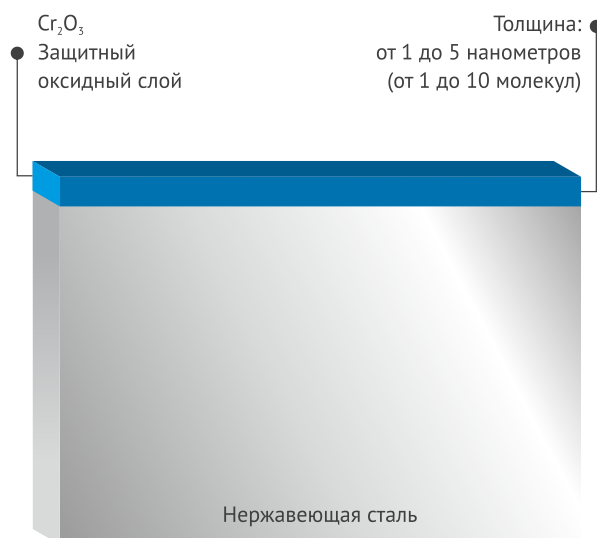 Cr₂O₃
Защитный
оксидный слой
Толщина:
от 1 до 5 нанометров
(от 1 до 10 молекул)
Нержавеющая сталь